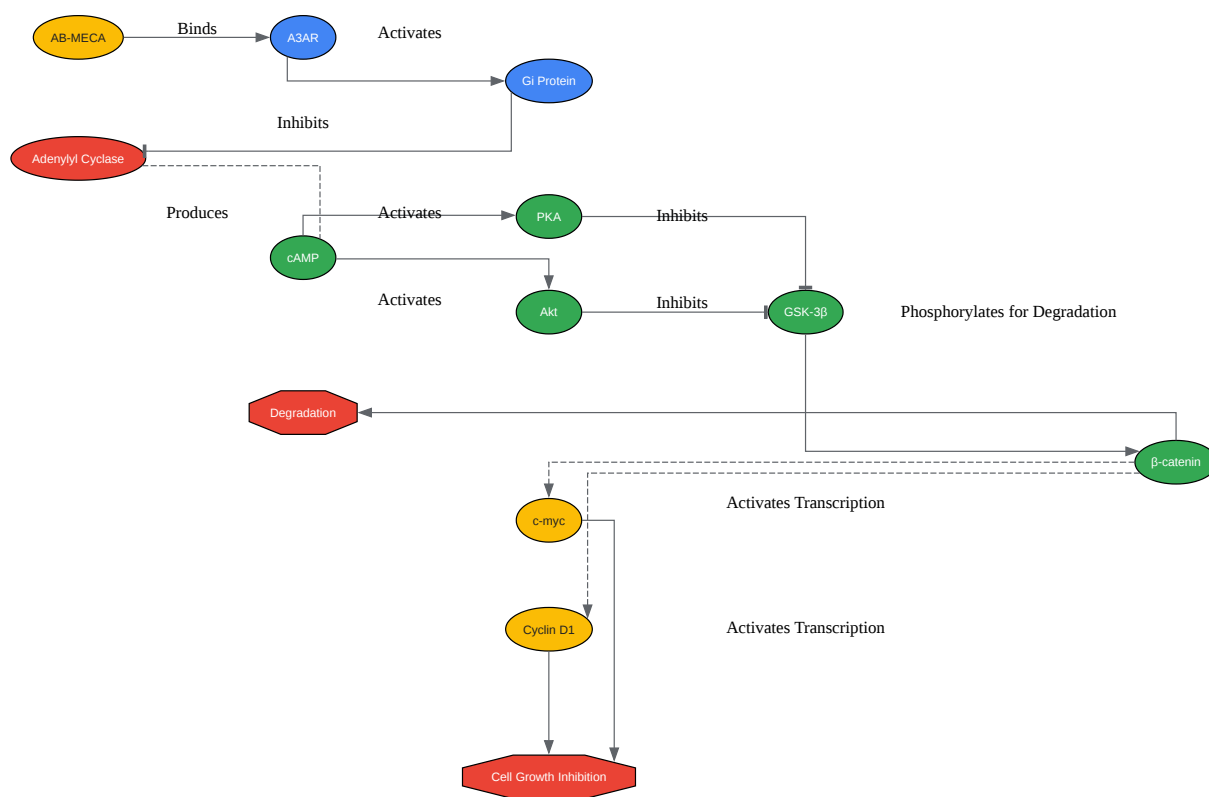 AB-MECA
Binds
A3AR
Activates
Gi Protein
Inhibits
Adenylyl Cyclase
Produces
Activates
PKA
Inhibits
cAMP
Activates
Akt
Inhibits
GSK-3β
Phosphorylates for Degradation
Degradation
β-catenin
Activates Transcription
c-myc
Cyclin D1
Activates Transcription
Cell Growth Inhibition